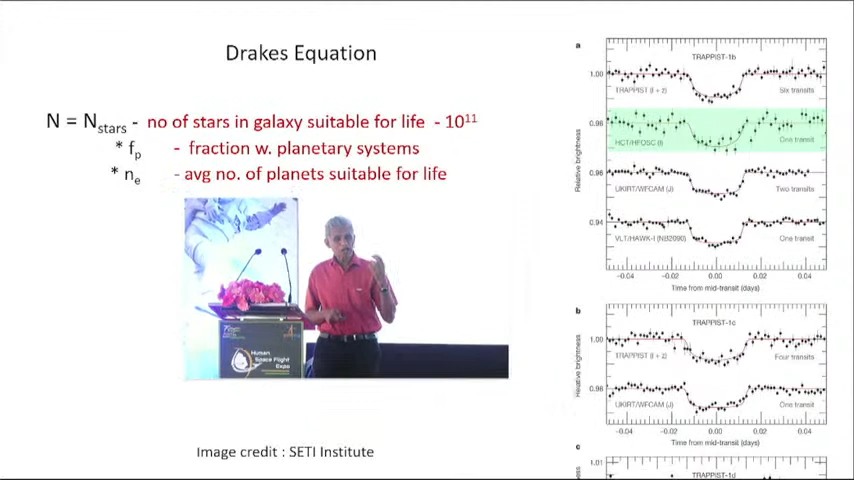 Drakes Equation
N = Nstars - no of stars in galaxy suitable for life - 10¹¹
* fp - fraction w. planetary systems
* ne - avg no. of planets suitable for life
Human
Space Flight
Expo
Image credit : SETI Institute
a
TRAPPIST-1b
1.00
TRAPPIST (I + z) Six transits
0.98
HCT/HFOSC (I) One transit
0.96
UKIRT/WFCAM (J) Two transits
0.94
VLT/HAWK-I (NB2090) One transit
Relative brightness
-0.04 -0.02 0.00 0.02 0.04
Time from mid-transit (days)
b
TRAPPIST-1c
1.00
TRAPPIST (I + z) Four transits
0.98
UKIRT/WFCAM (J) One transit
Relative brightness
-0.04 -0.02 0.00 0.02 0.04
Time from mid-transit (days)
c
1.01
TRAPPIST-1d